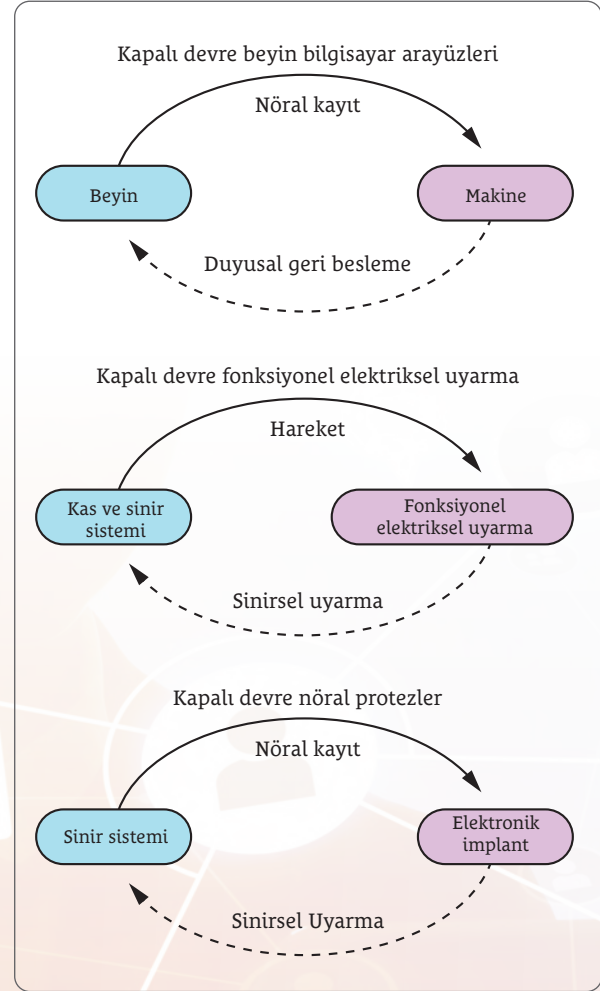 Kapalı devre beyin bilgisayar arayüzleri
Nöral kayıt
Beyin
Makine
Duyusal geri besleme
Kapalı devre fonksiyonel elektriksel uyarma
Hareket
Kas ve sinir
sistemi
Fonksiyonel
elektriksel uyarma
Sinirsel uyarma
Kapalı devre nöral protezler
Nöral kayıt
Sinir sistemi
Elektronik
implant
Sinirsel Uyarma